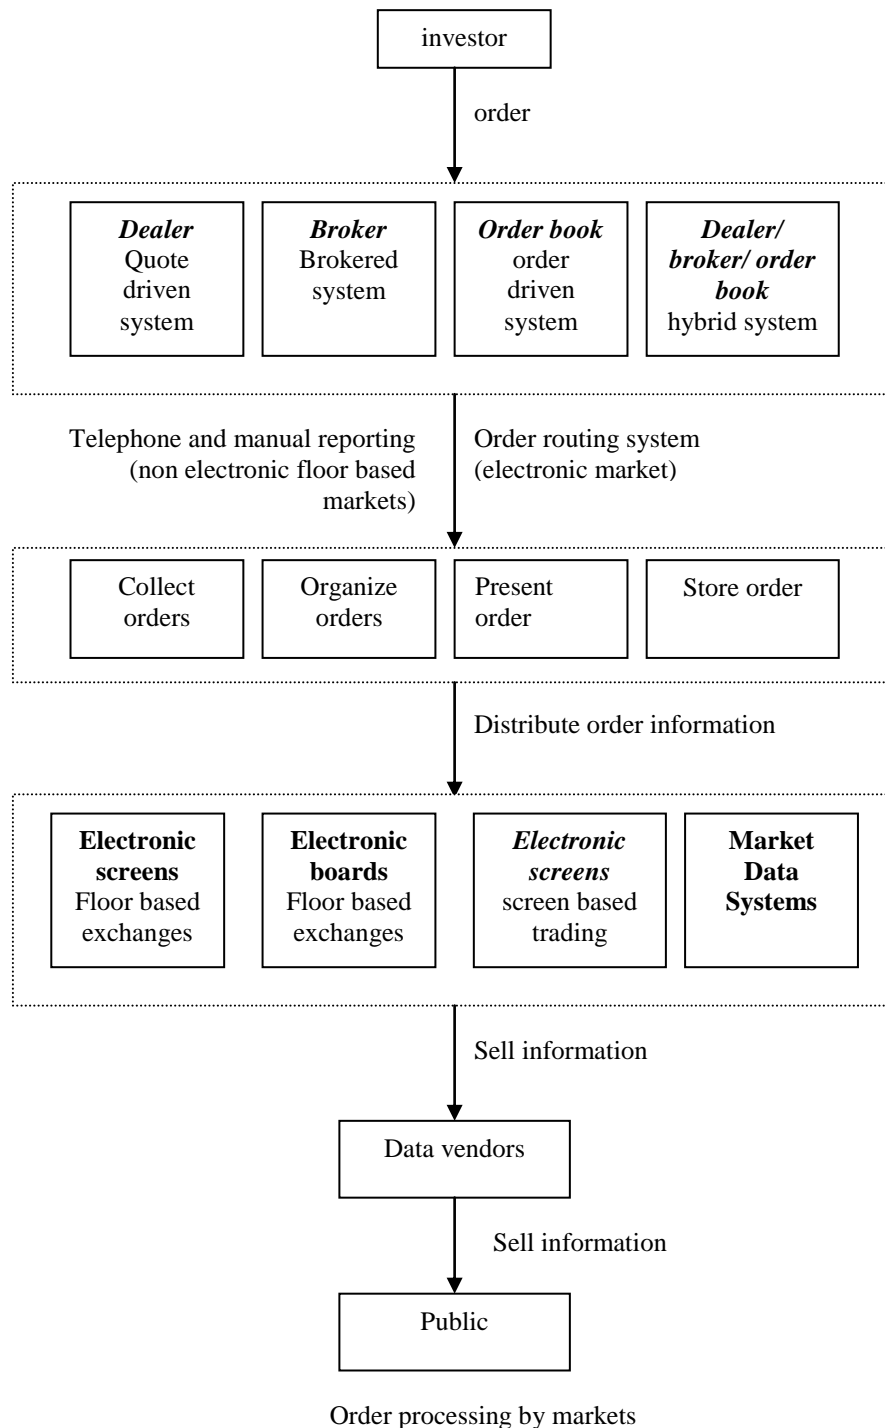 investor
order
Dealer
Quote
driven
system
Broker
Brokered
system
Order book
order
driven
system
Dealer/
broker/ order
book
hybrid system
Telephone and manual reporting
(non electronic floor based
markets)
Order routing system
(electronic market)
Collect
orders
Organize
orders
Present
order
Store order
Distribute order information
Electronic
screens
Floor based
exchanges
Electronic
boards
Floor based
exchanges
Electronic
screens
screen based
trading
Market
Data
Systems
Sell information
Data vendors
Sell information
Public
Order processing by markets